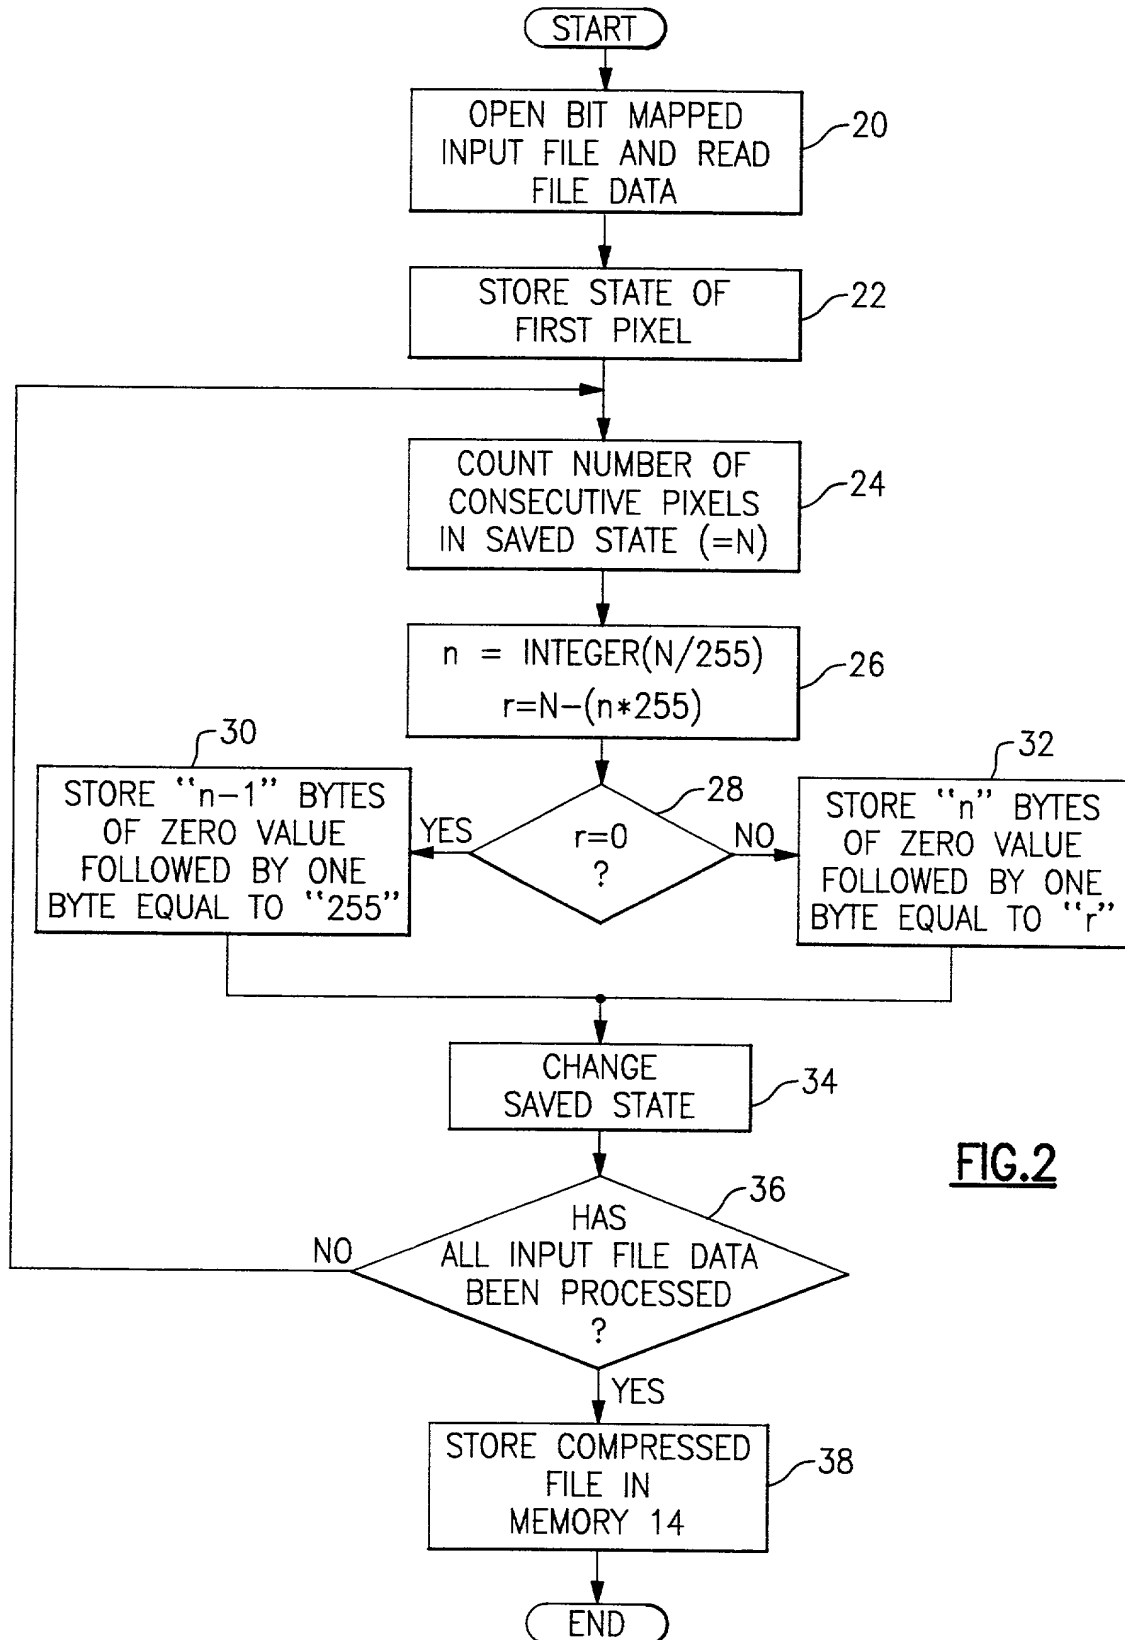 START
OPEN BIT MAPPED
INPUT FILE AND READ
FILE DATA
20
STORE STATE OF
FIRST PIXEL
22
COUNT NUMBER OF
CONSECUTIVE PIXELS
IN SAVED STATE (=N)
24
n = INTEGER(N/255)
r=N-(n*255)
26
30
STORE "n-1" BYTES
OF ZERO VALUE
FOLLOWED BY ONE
BYTE EQUAL TO "255"
YES
r=0
?
28
NO
32
STORE "n" BYTES
OF ZERO VALUE
FOLLOWED BY ONE
BYTE EQUAL TO "r"
CHANGE
SAVED STATE
34
FIG.2
HAS
ALL INPUT FILE DATA
BEEN PROCESSED
?
36
NO
YES
STORE COMPRESSED
FILE IN
MEMORY 14
38
END